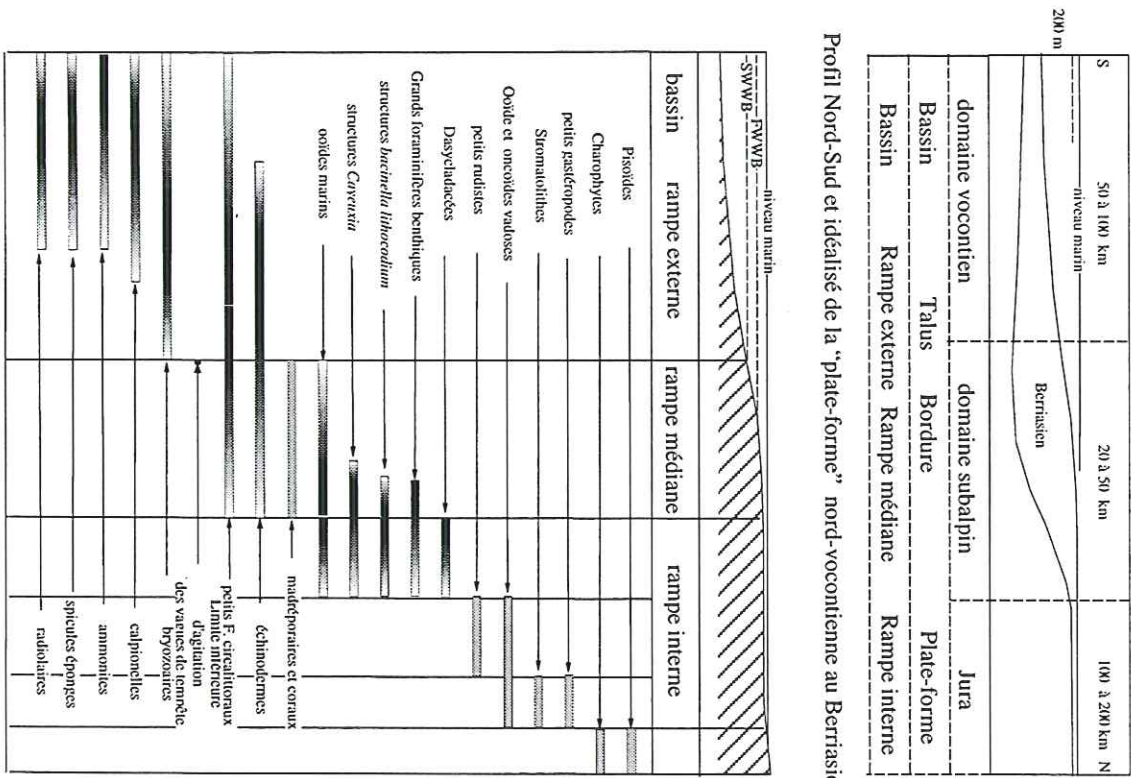 S 50 à 100 km 20 à 50 km 100 à 200 km N
niveau marin
200 m
Berriasien
domaine vocontien domaine subalpin Jura
Bassin Talus Bordure Plate-forme
Bassin Rampe externe Rampe médiane Rampe interne
Profil Nord-Sud et idéalisé de la "plate-forme" nord-vocontienne au Berriasi
niveau marin
FWWB
SWWB
bassin rampe externe rampe médiane rampe interne
Pisoïdes
Charophytes
petits gastéropodes
Stromatolithes
Ooïde et oncoïdes vadoses
petits rudistes
Dasycladacées
Grands foraminifères benthiques
structures bacinella lithocodium
structures Cayeuxia
ooïdes marins
madréporaires et coraux
échinodermes
petits F. circalittoraux
Limite inférieure
d'agitation
des vagues de tempête
bryozoaires
calpionelles
ammonites
spicules éponges
radiolaires